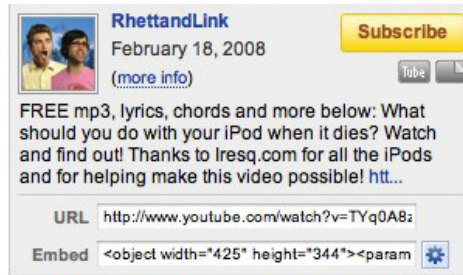 RhettandLink
February 18, 2008
(more info)
Subscribe
Tube
FREE mp3, lyrics, chords and more below: What
should you do with your iPod when it dies? Watch
and find out! Thanks to Iresq.com for all the iPods
and for helping make this video possible! htt...
URL http://www.youtube.com/watch?v=TYq0A8z
Embed <object width="425" height="344"><param